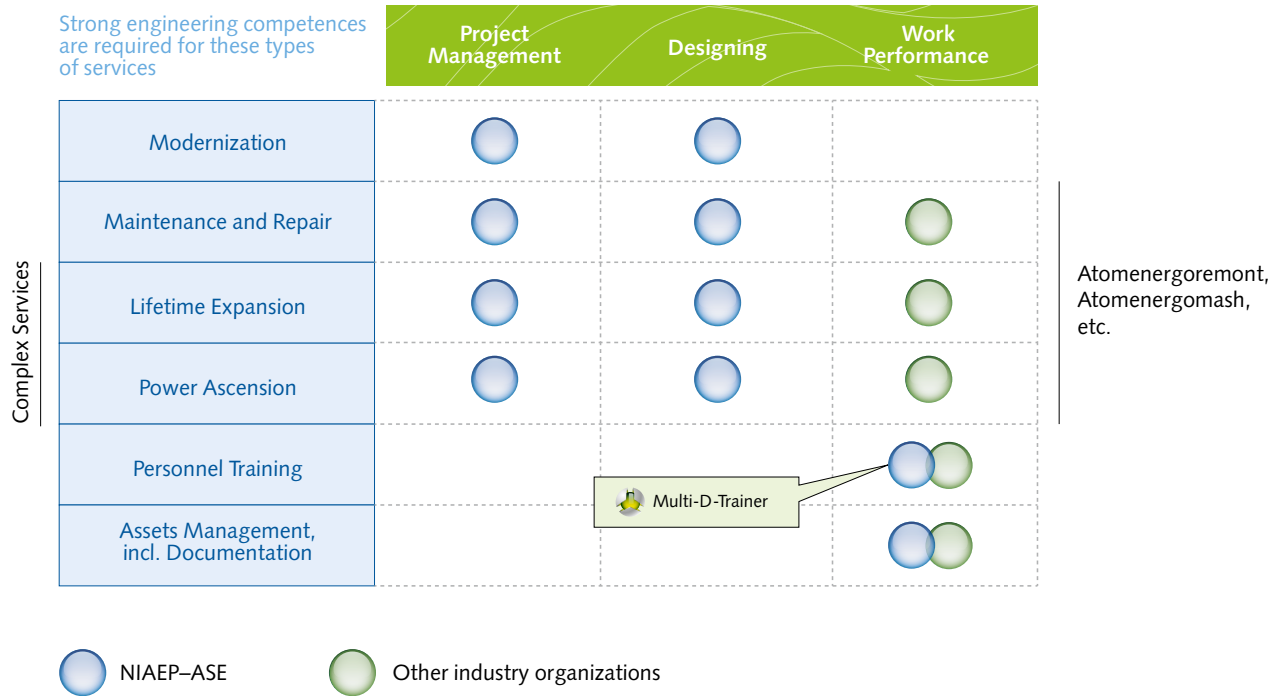 Strong engineering competences
are required for these types
of services
Project
Management
Designing
Work
Performance
Modernization
Maintenance and Repair
Complex Services
Lifetime Expansion
Power Ascension
Atomenergoremont,
Atomenergomash,
etc.
Personnel Training
Multi-D-Trainer
Assets Management,
incl. Documentation
NIAEP–ASE
Other industry organizations